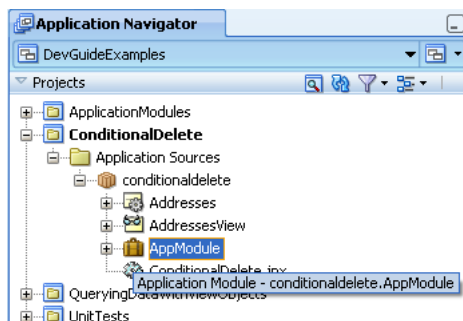 Application Navigator
DevGuideExamples
Projects
ApplicationModules
ConditionalDelete
Application Sources
conditionaldelete
Addresses
AddressesView
AppModule
ConditionalDelete.jpx
Application Module - conditionaldelete.AppModule
QueryingDataWithViewObjects
UnitTests